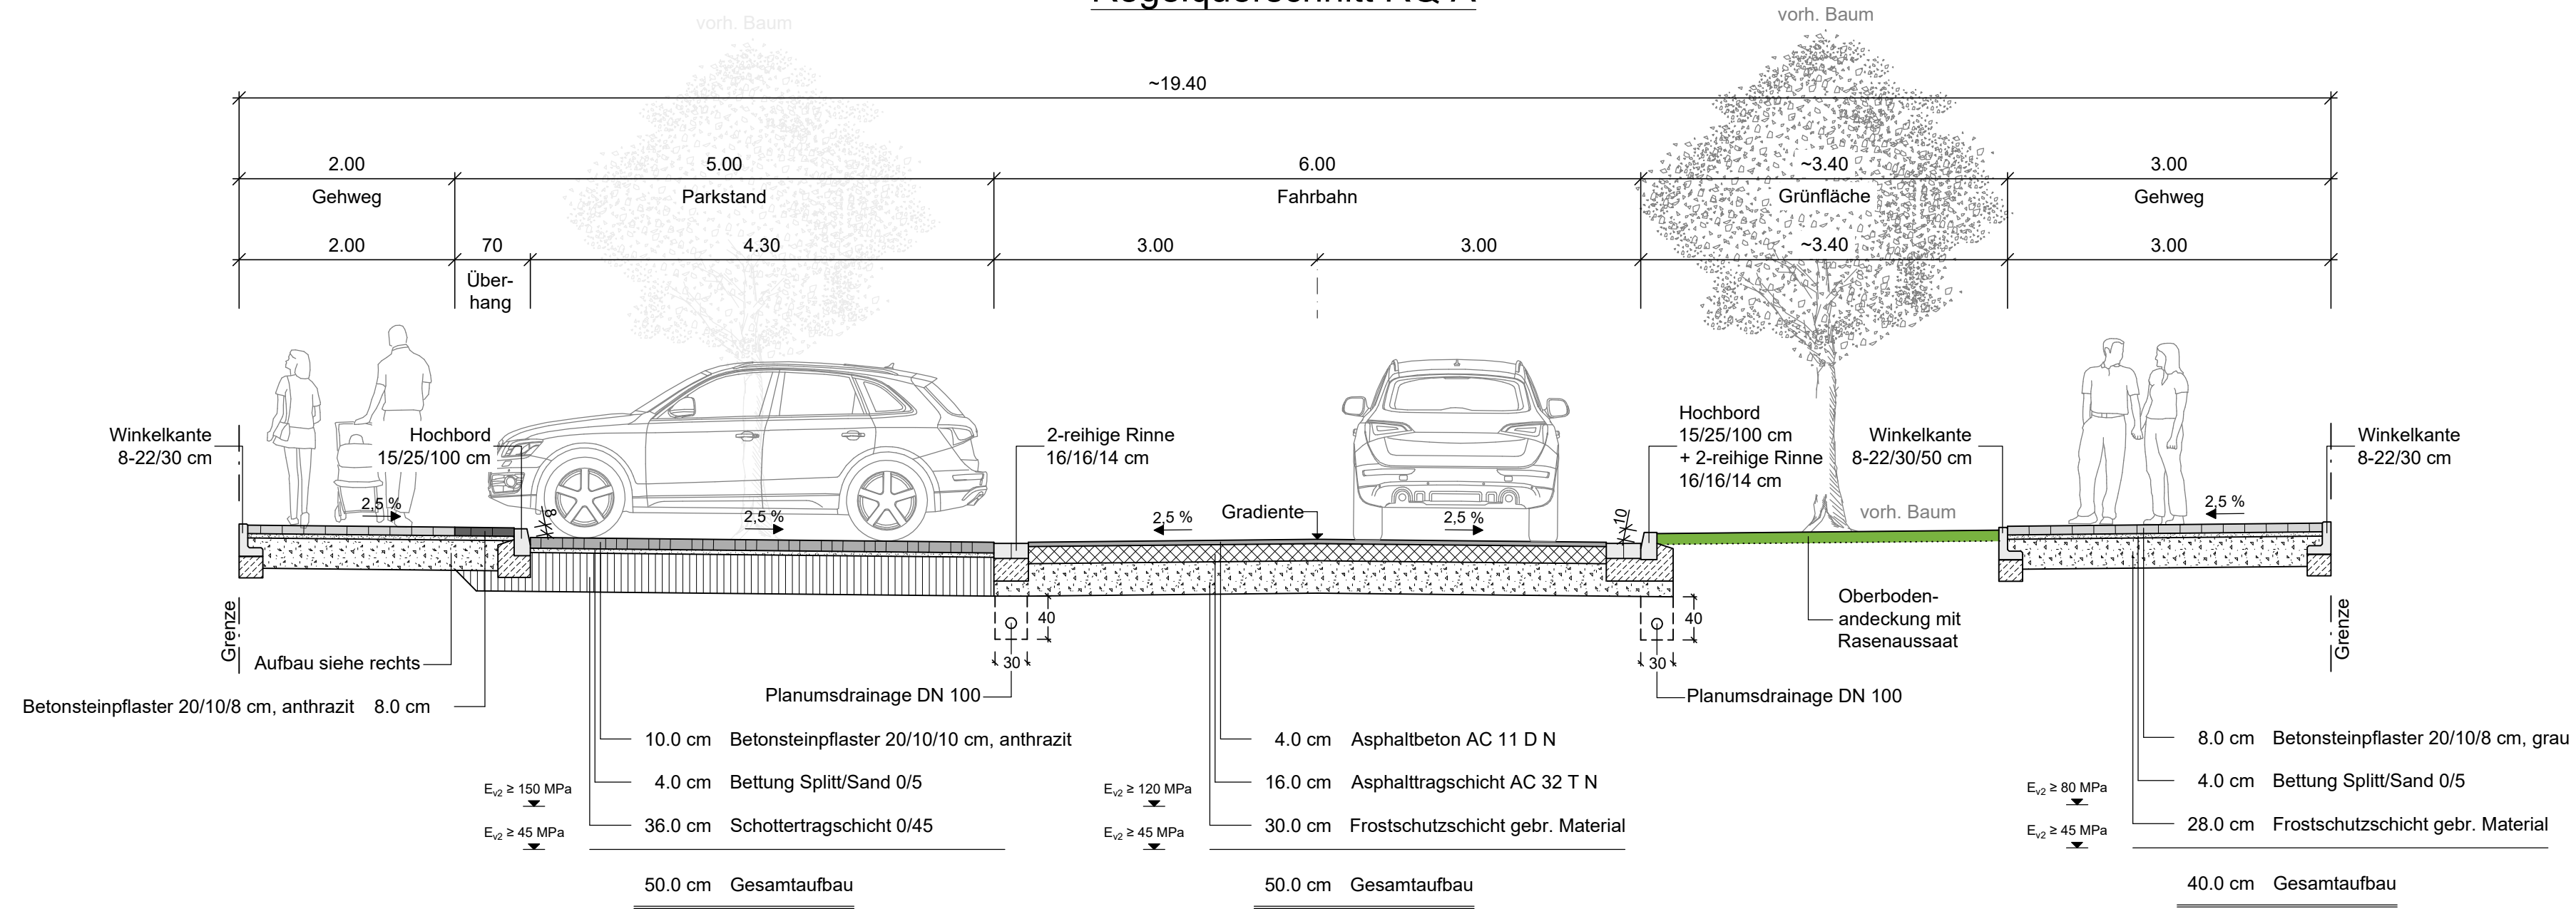 Regelquerschnitt RQ A
vorh. Baum
vorh. Baum
~19.40
2.00
5.00
6.00
~3.40
3.00
Gehweg
Parkstand
Fahrbahn
Grünfläche
Gehweg
2.00
70
4.30
3.00
3.00
~3.40
3.00
Über-
hang
Winkelkante
8-22/30 cm
Hochbord
15/25/100 cm
2-reihige Rinne
16/16/14 cm
Hochbord
15/25/100 cm
+ 2-reihige Rinne
16/16/14 cm
Winkelkante
8-22/30/50 cm
Winkelkante
8-22/30 cm
2,5 %
8
2,5 %
2,5 %
Gradiente
2,5 %
10
vorh. Baum
2,5 %
Grenze
Aufbau siehe rechts
Betonsteinpflaster 20/10/8 cm, anthrazit 8.0 cm
40
30
Planumsdrainage DN 100
40
30
Planumsdrainage DN 100
Oberboden-
andeckung mit
Rasenaussaat
Grenze
10.0 cm Betonsteinpflaster 20/10/10 cm, anthrazit
4.0 cm Bettung Splitt/Sand 0/5
Ev2 ≥ 150 MPa
36.0 cm Schottertragschicht 0/45
Ev2 ≥ 45 MPa
50.0 cm Gesamtaufbau
4.0 cm Asphaltbeton AC 11 D N
16.0 cm Asphalttragschicht AC 32 T N
Ev2 ≥ 120 MPa
30.0 cm Frostschutzschicht gebr. Material
Ev2 ≥ 45 MPa
50.0 cm Gesamtaufbau
8.0 cm Betonsteinpflaster 20/10/8 cm, grau
4.0 cm Bettung Splitt/Sand 0/5
Ev2 ≥ 80 MPa
28.0 cm Frostschutzschicht gebr. Material
Ev2 ≥ 45 MPa
40.0 cm Gesamtaufbau